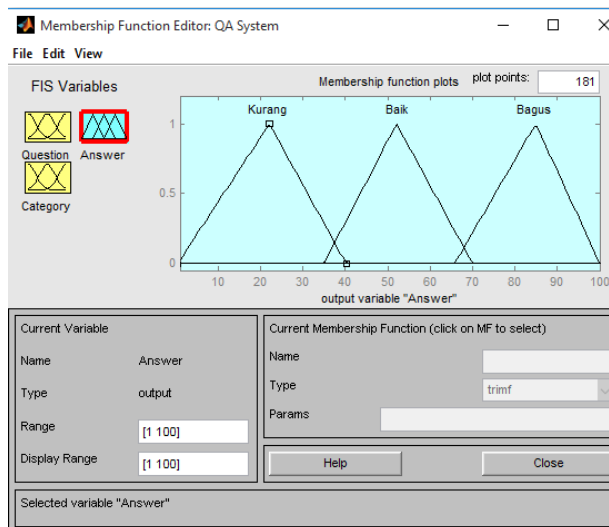 Membership Function Editor: QA System
File Edit View
FIS Variables
Membership function plots plot points: 181
Question Answer
Category
Kurang Baik Bagus
1
0.5
0
10 20 30 40 50 60 70 80 90 100
output variable "Answer"
Current Variable
Name Answer
Type output
Range [1 100]
Display Range [1 100]
Current Membership Function (click on MF to select)
Name
Type trimf
Params
Help Close
Selected variable "Answer"